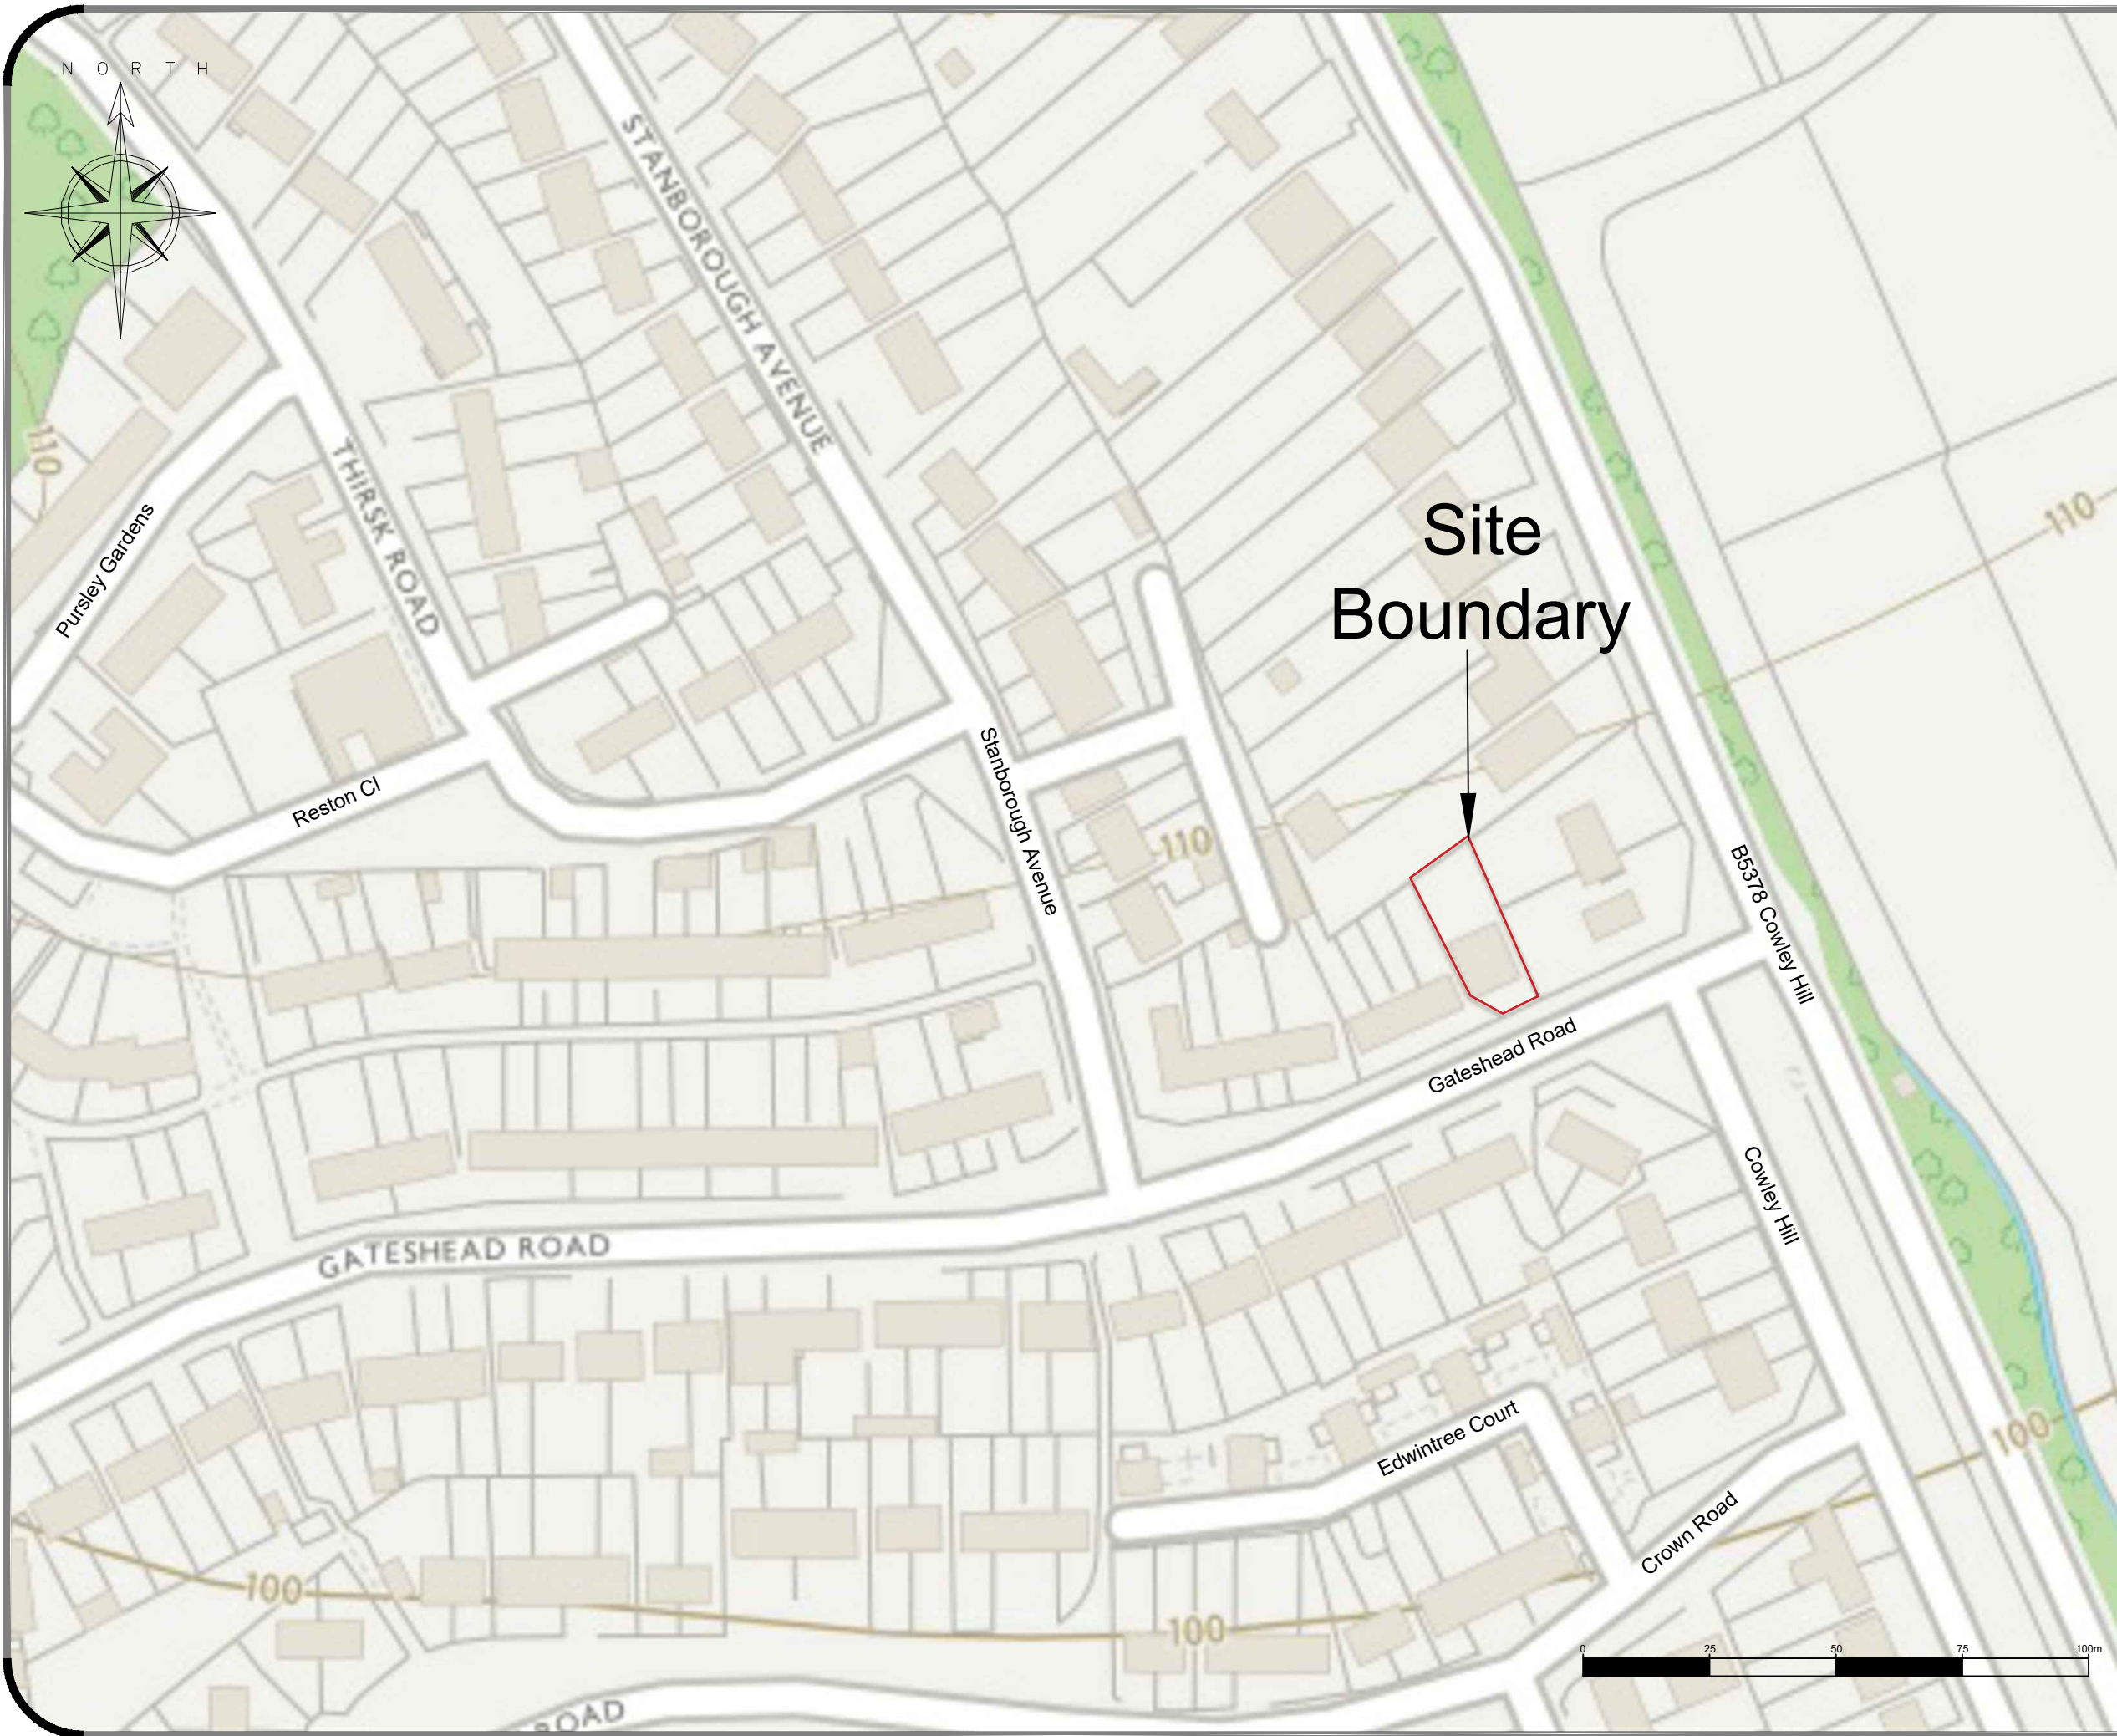 N O R T H
STANBOROUGH AVENUE
110
THIRSK ROAD
Pursley Gardens
Site
Boundary
110
Reston Cl
Stanborough Avenue
110
B5378 Cowley Hill
Gateshead Road
Cowley Hill
GATESHEAD ROAD
Edwintree Court
100
Crown Road
100
100
ROAD
0 25 50 75 100m